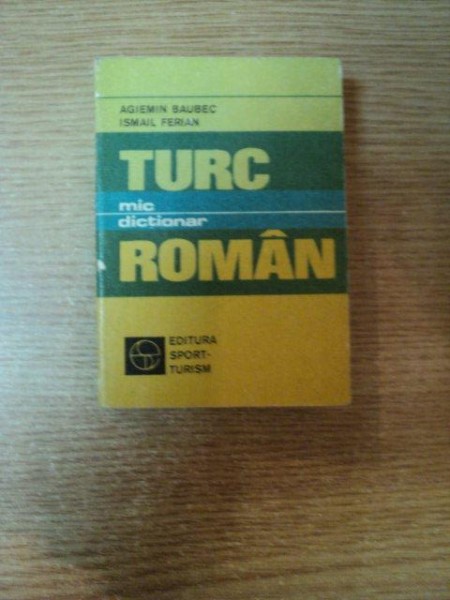 AGIEMIN BAUBEC
ISMAIL FERIAN
TURC
mic
dictionar
ROMÂN
EDITURA
SPORT-
TURISM